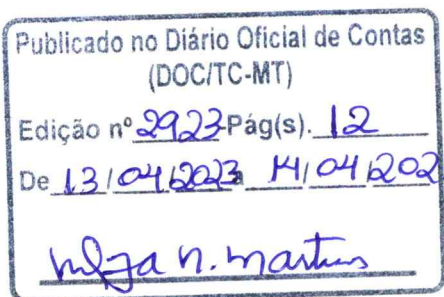 Publicado no Diário Oficial de Contas
(DOC/TC-MT)
Edição nº 2923 Pág(s). 12
De 13/04/2023 a 14/04/202
n. martins